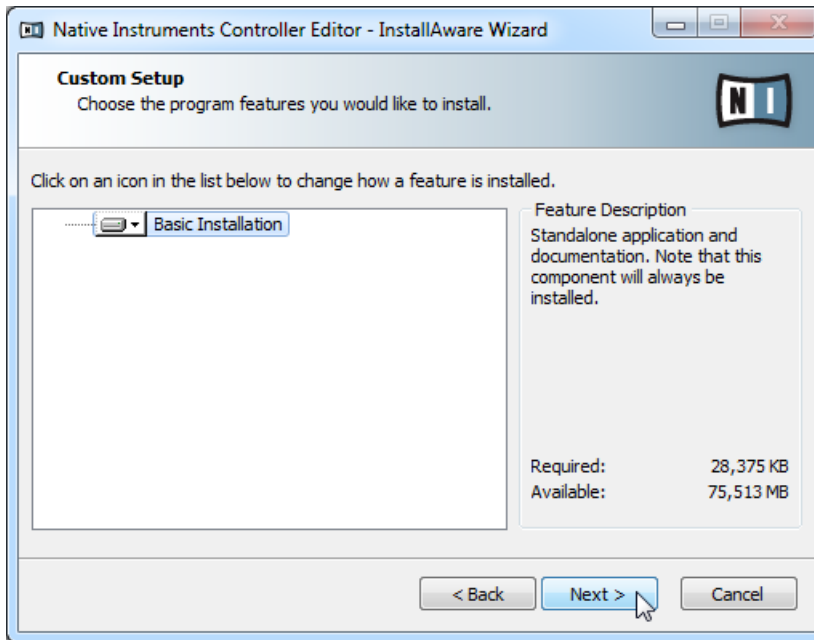 Native Instruments Controller Editor - InstallAware Wizard
Custom Setup
Choose the program features you would like to install.
NI
Click on an icon in the list below to change how a feature is installed.
Basic Installation
Feature Description
Standalone application and
documentation. Note that this
component will always be
installed.
Required: 28,375 KB
Available: 75,513 MB
< Back Next > Cancel